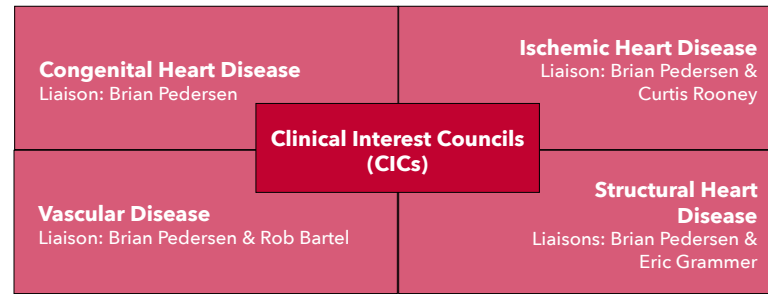 Congenital Heart Disease
Liaison: Brian Pedersen
Ischemic Heart Disease
Liaison: Brian Pedersen &
Curtis Rooney
Clinical Interest Councils
(CICs)
Vascular Disease
Liaison: Brian Pedersen & Rob Bartel
Structural Heart
Disease
Liaisons: Brian Pedersen &
Eric Grammer